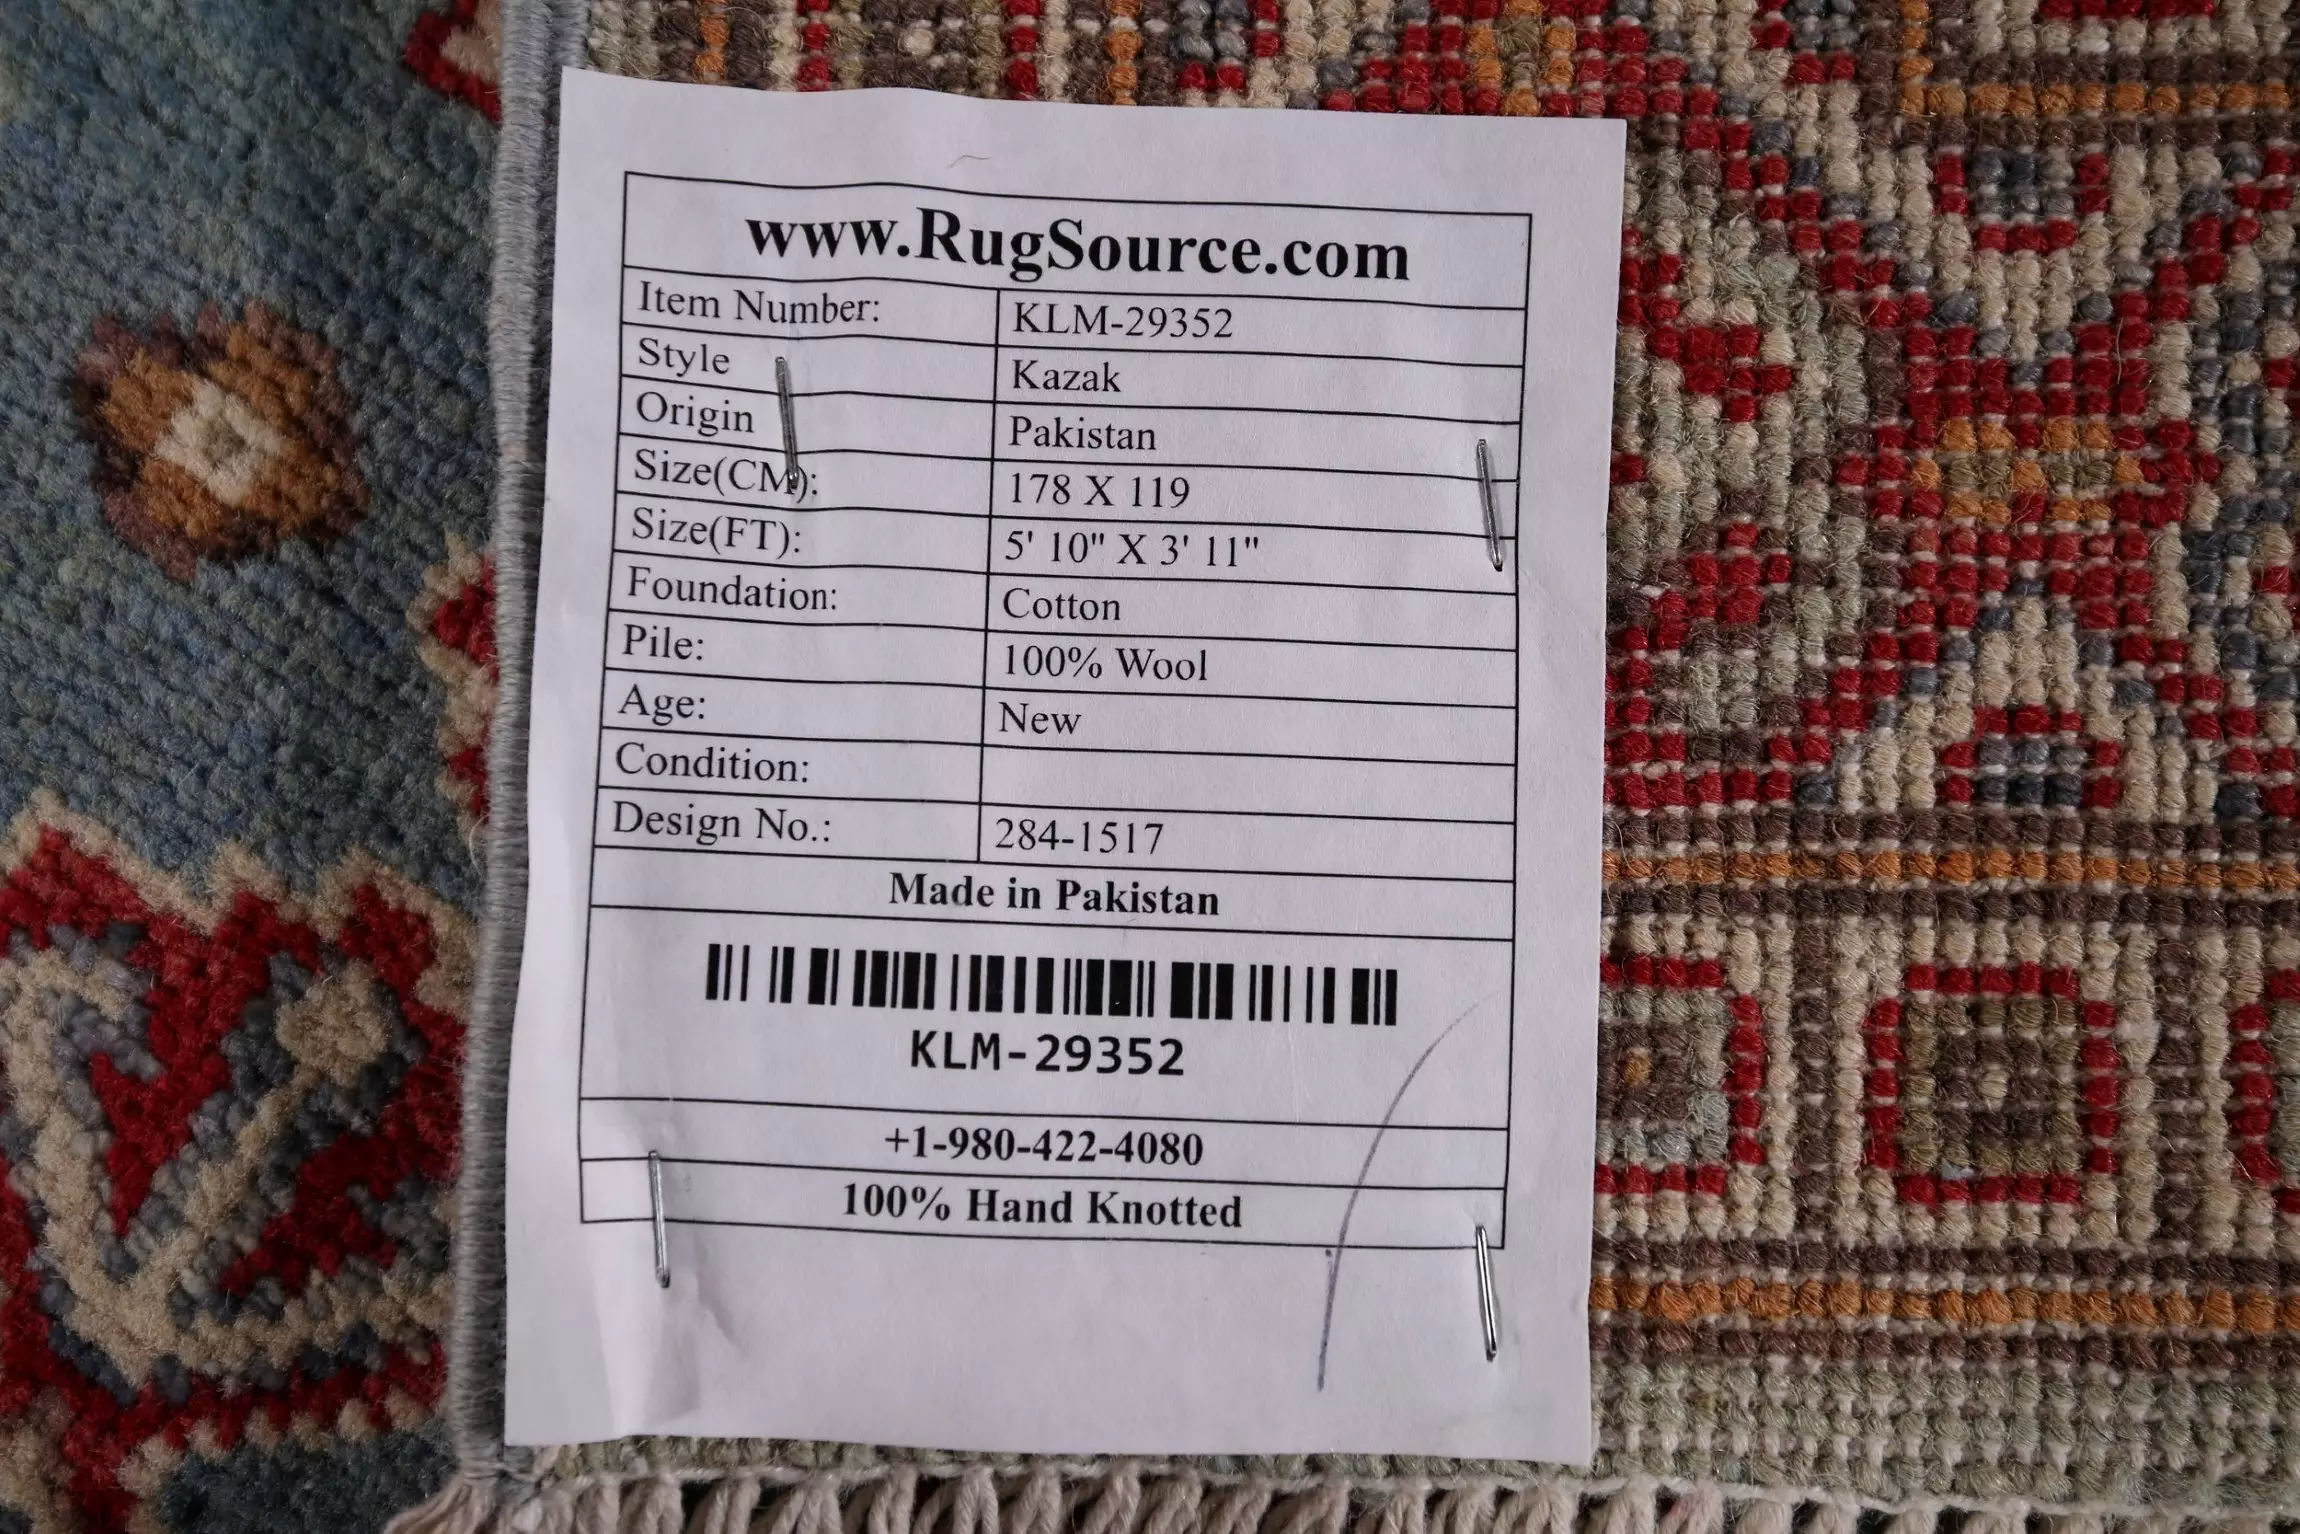 www.RugSource.com
Item Number: KLM-29352
Style Kazak
Origin Pakistan
Size(CM): 178 X 119
Size(FT): 5' 10" X 3' 11"
Foundation: Cotton
Pile: 100% Wool
Age: New
Condition:
Design No.: 284-1517
Made in Pakistan
KLM-29352
+1-980-422-4080
100% Hand Knotted